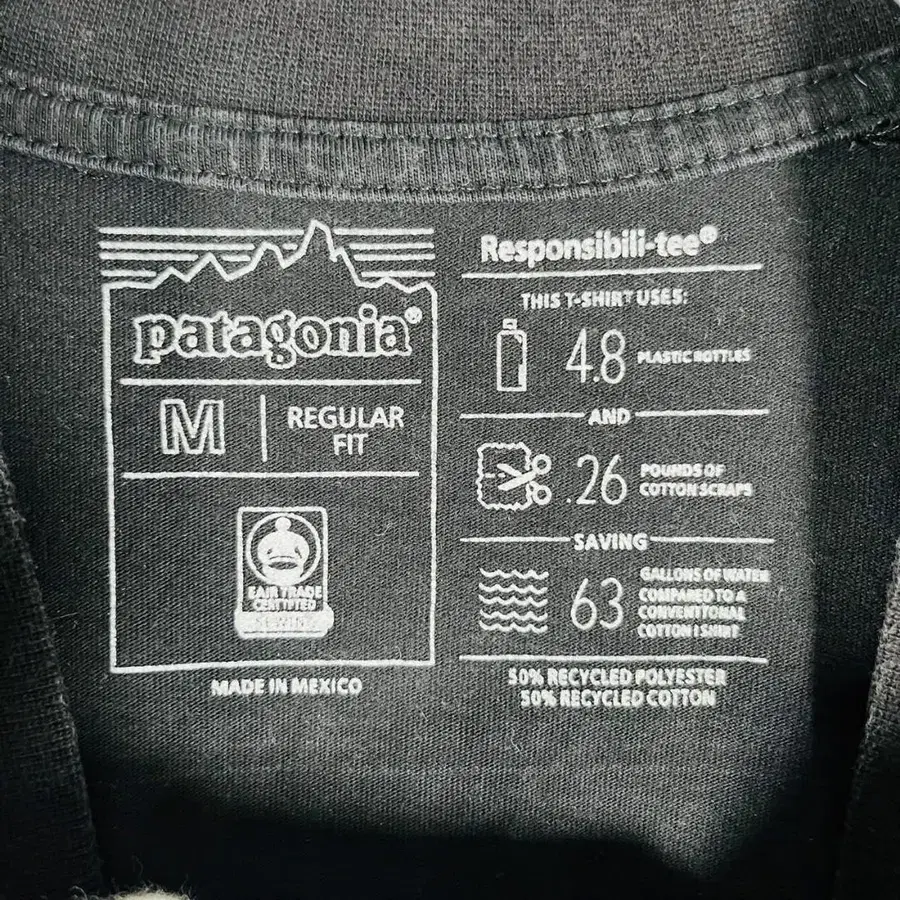 patagonia®
M
REGULAR
FIT
FAIR TRADE
CERTIFIED
SEWING
MADE IN MEXICO
Responsibili-tee®
THIS T-SHIRT USES:
4.8 PLASTIC BOTTLES
AND
.26 POUNDS OF
COTTON SCRAPS
SAVING
63 GALLONS OF WATER
COMPARED TO A
CONVENTIONAL
COTTON T-SHIRT
50% RECYCLED POLYESTER
50% RECYCLED COTTON